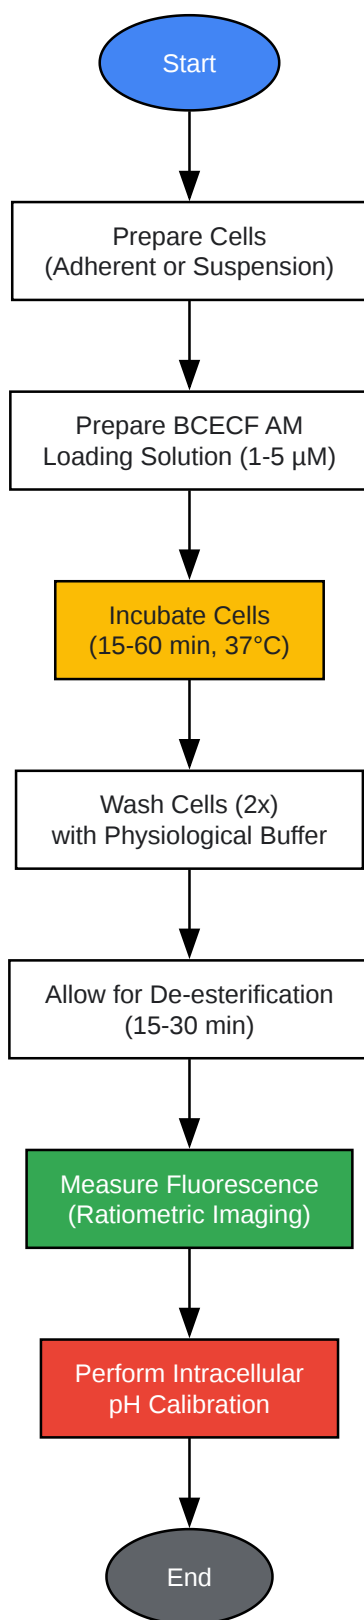 Start
Prepare Cells
(Adherent or Suspension)
Prepare BCECF AM
Loading Solution (1-5 µM)
Incubate Cells
(15-60 min, 37°C)
Wash Cells (2x)
with Physiological Buffer
Allow for De-esterification
(15-30 min)
Measure Fluorescence
(Ratiometric Imaging)
Perform Intracellular
pH Calibration
End